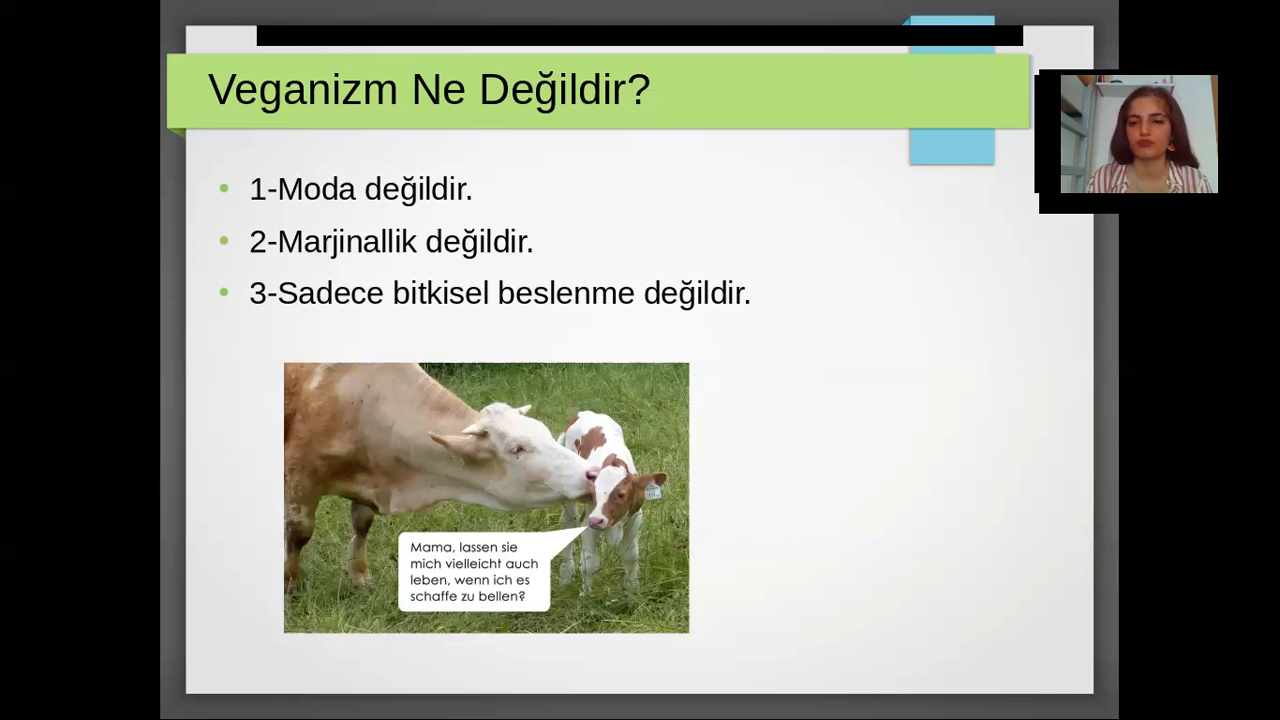 Veganizm Ne Değildir?
1-Moda değildir.
2-Marjinallik değildir.
3-Sadece bitkisel beslenme değildir.
Mama, lassen sie
mich vielleicht auch
leben, wenn ich es
schaffe zu bellen?